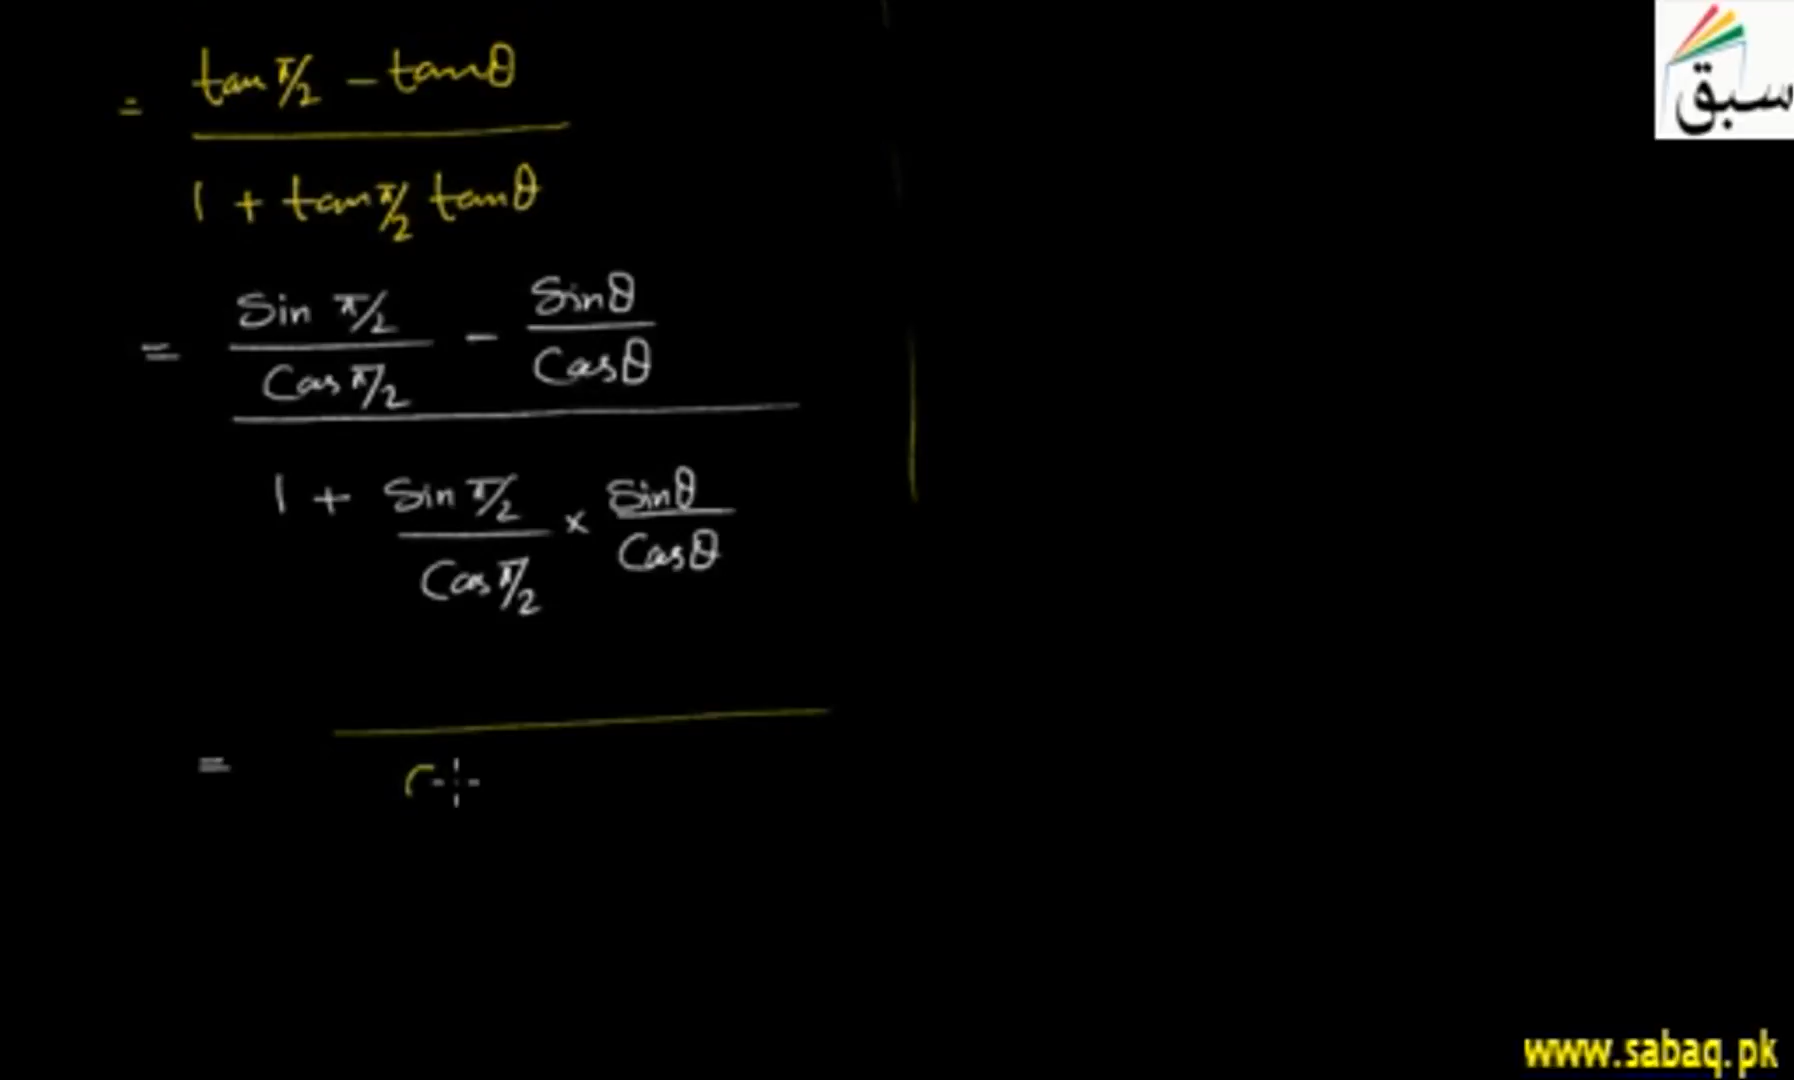 = tan π/2 - tanθ
1 + tan π/2 tanθ
= Sin π/2 / Cos π/2 - Sinθ / Cosθ
1 + Sin π/2 / Cos π/2 × Sinθ / Cosθ
= C
سبق
www.sabaq.pk